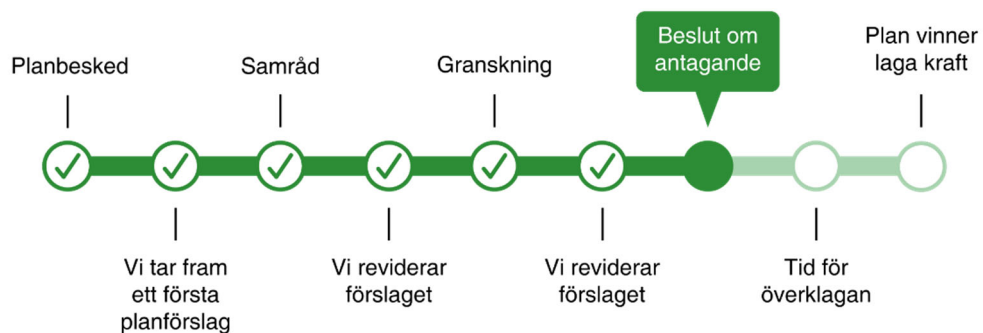 Planbesked
Vi tar fram
ett första
planförslag
Samråd
Vi reviderar
förslaget
Granskning
Vi reviderar
förslaget
Beslut om
antagande
Tid för
överklagan
Plan vinner
laga kraft